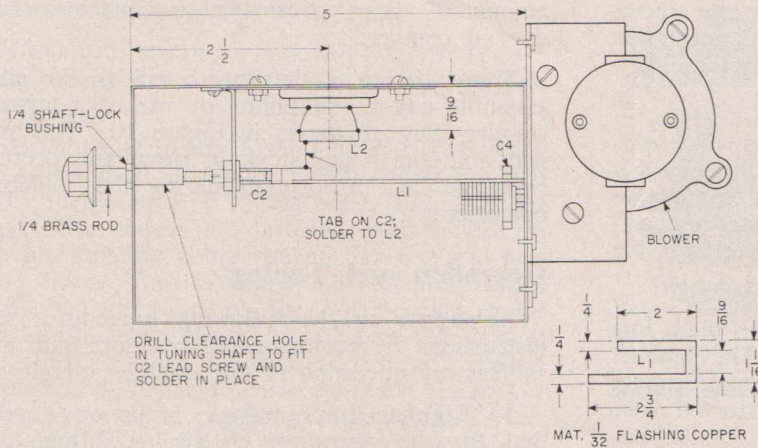 5
2 1/2
1/4 SHAFT-LOCK
BUSHING
9/16
L2
C4
C2
L1
1/4 BRASS ROD
TAB ON C2;
SOLDER TO L2
BLOWER
DRILL CLEARANCE HOLE
IN TUNING SHAFT TO FIT
C2 LEAD SCREW AND
SOLDER IN PLACE
1/4
2
9/16
1/4
L1
1 1/16
2 3/4
MAT. 1/32 FLASHING COPPER